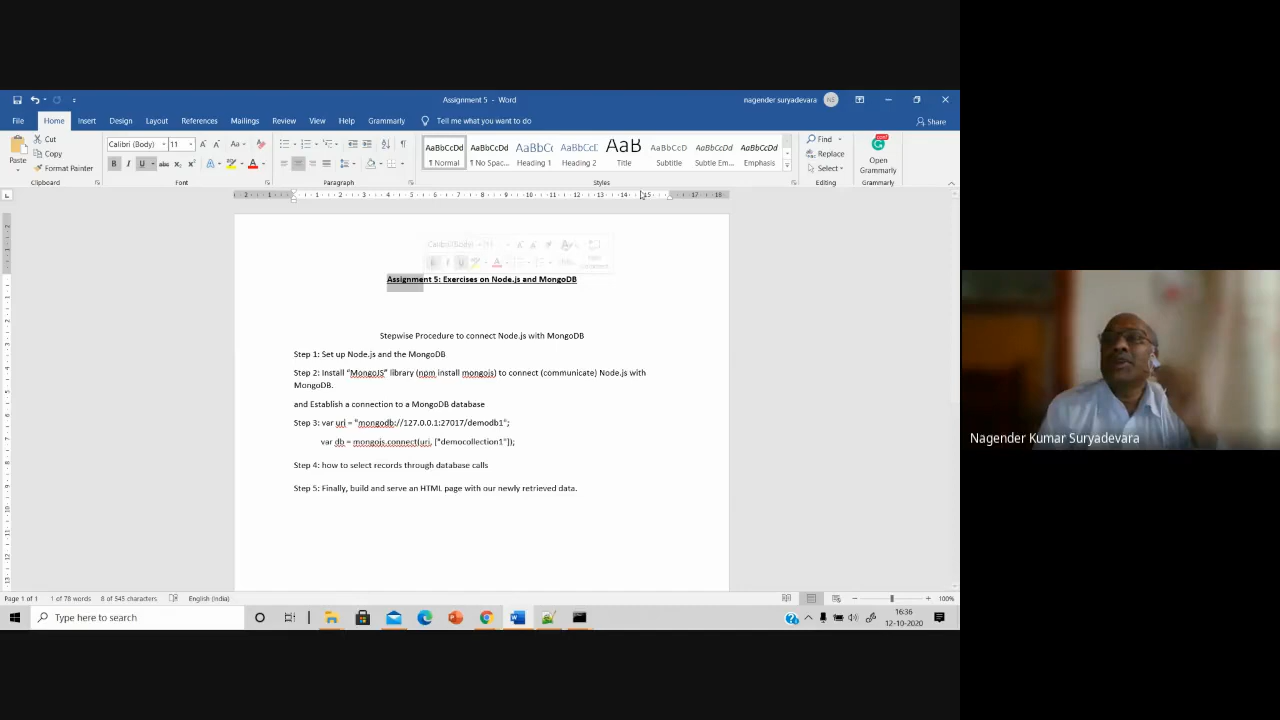 Assignment 5 - Word
nagender suryadevara
NS
File Home Insert Design Layout References Mailings Review View Help Grammarly Tell me what you want to do
Share
Paste
Cut
Copy
Format Painter
Clipboard
Calibri (Body) 11
Font
Paragraph
AaBbCcDd AaBbCcDd AaBbC AaBbCcE AaB AaBbCcD AaBbCcDd AaBbCcDd
¶ Normal ¶ No Spac... Heading 1 Heading 2 Title Subtitle Subtle Em... Emphasis
Styles
Find
Replace
Select
Editing
Open
Grammarly
Grammarly
Assignment 5: Exercises on Node.js and MongoDB
Stepwise Procedure to connect Node.js with MongoDB
Step 1: Set up Node.js and the MongoDB
Step 2: Install “MongoJS” library (npm install mongojs) to connect (communicate) Node.js with
MongoDB.
and Establish a connection to a MongoDB database
Step 3: var uri = "mongodb://127.0.0.1:27017/demodb1";
var db = mongojs.connect(uri, ["democollection1"]);
Step 4: how to select records through database calls
Step 5: Finally, build and serve an HTML page with our newly retrieved data.
Nagender Kumar Suryadevara
Page 1 of 1 1 of 78 words 8 of 545 characters English (India)
100%
Type here to search
16:36
12-10-2020